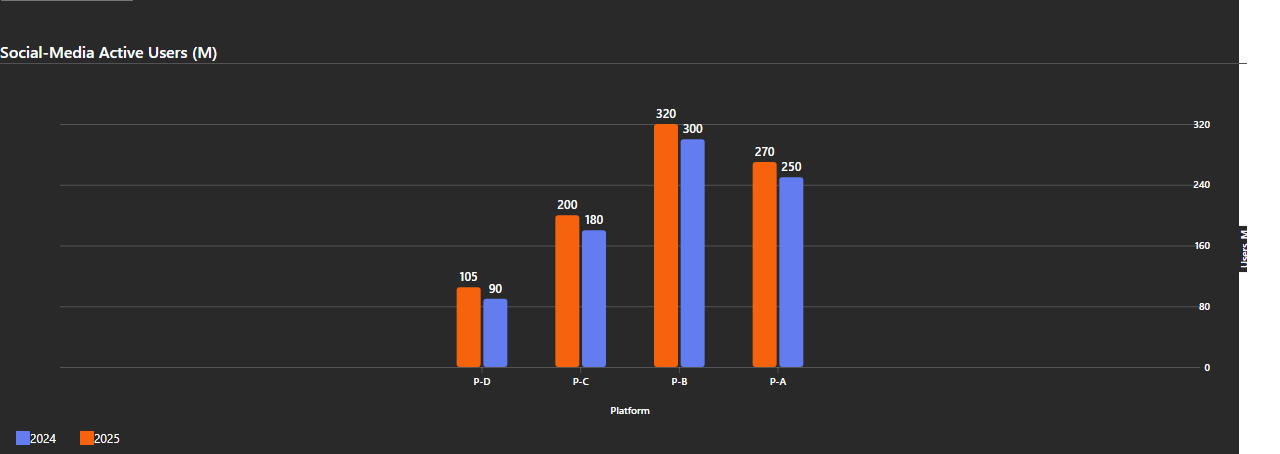 Social-Media Active Users (M)
320
300
270
250
200
180
105
90
320
240
160
80
0
Users M
P-D
P-C
P-B
P-A
Platform
2024
2025